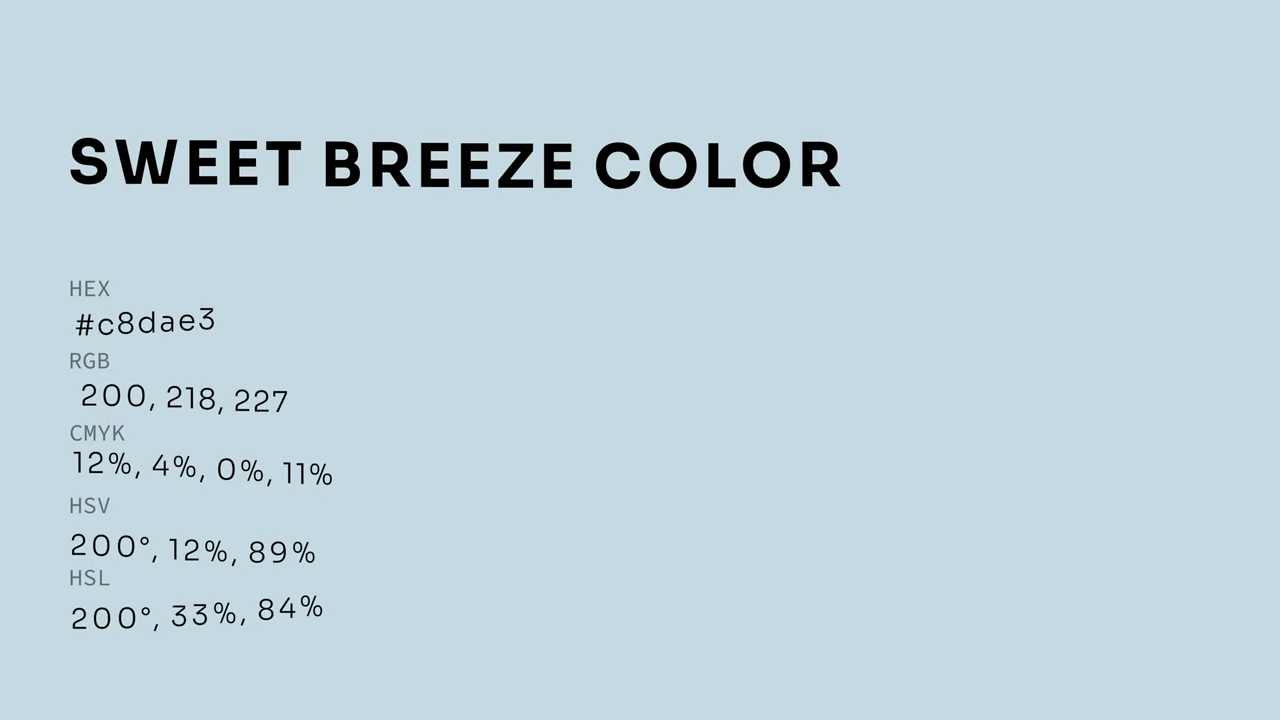 SWEET BREEZE COLOR
HEX
#c8dae3
RGB
200, 218, 227
CMYK
12%, 4%, 0%, 11%
HSV
200°, 12%, 89%
HSL
200°, 33%, 84%